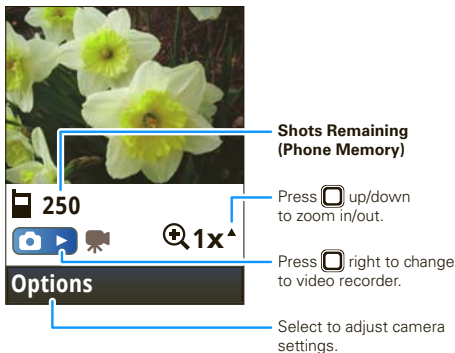 Shots Remaining
(Phone Memory)
250
Press up/down
to zoom in/out.
1x
Press right to change
to video recorder.
Options
Select to adjust camera
settings.